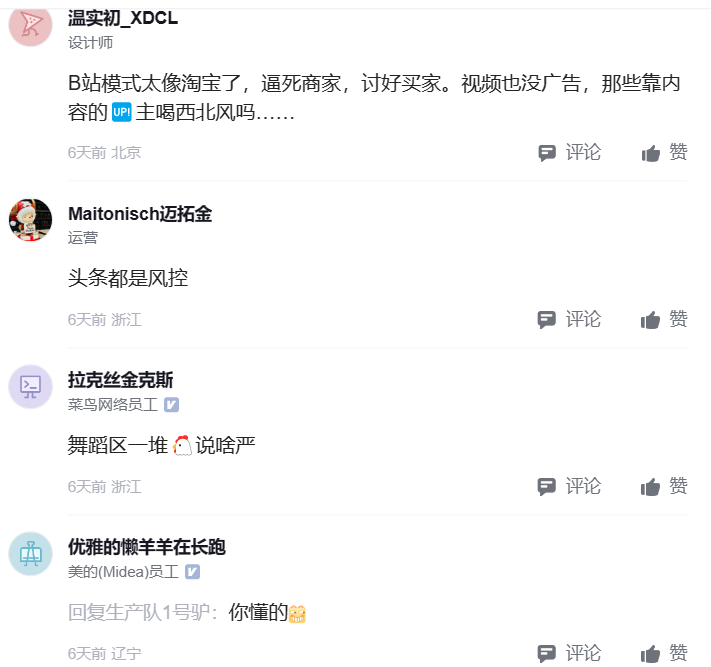 温实初_XDCL
设计师
B站模式太像淘宝了，逼死商家，讨好买家。视频也没广告，那些靠内
容的UP!主喝西北风吗……
6天前 北京 评论 赞
Maitonisch迈拓金
运营
头条都是风控
6天前 浙江 评论 赞
拉克丝金克斯
菜鸟网络员工
舞蹈区一堆🐔说啥严
6天前 浙江 评论 赞
优雅的懒羊羊在长跑
美的(Midea)员工
回复生产队1号驴：你懂的😁
6天前 辽宁 评论 赞